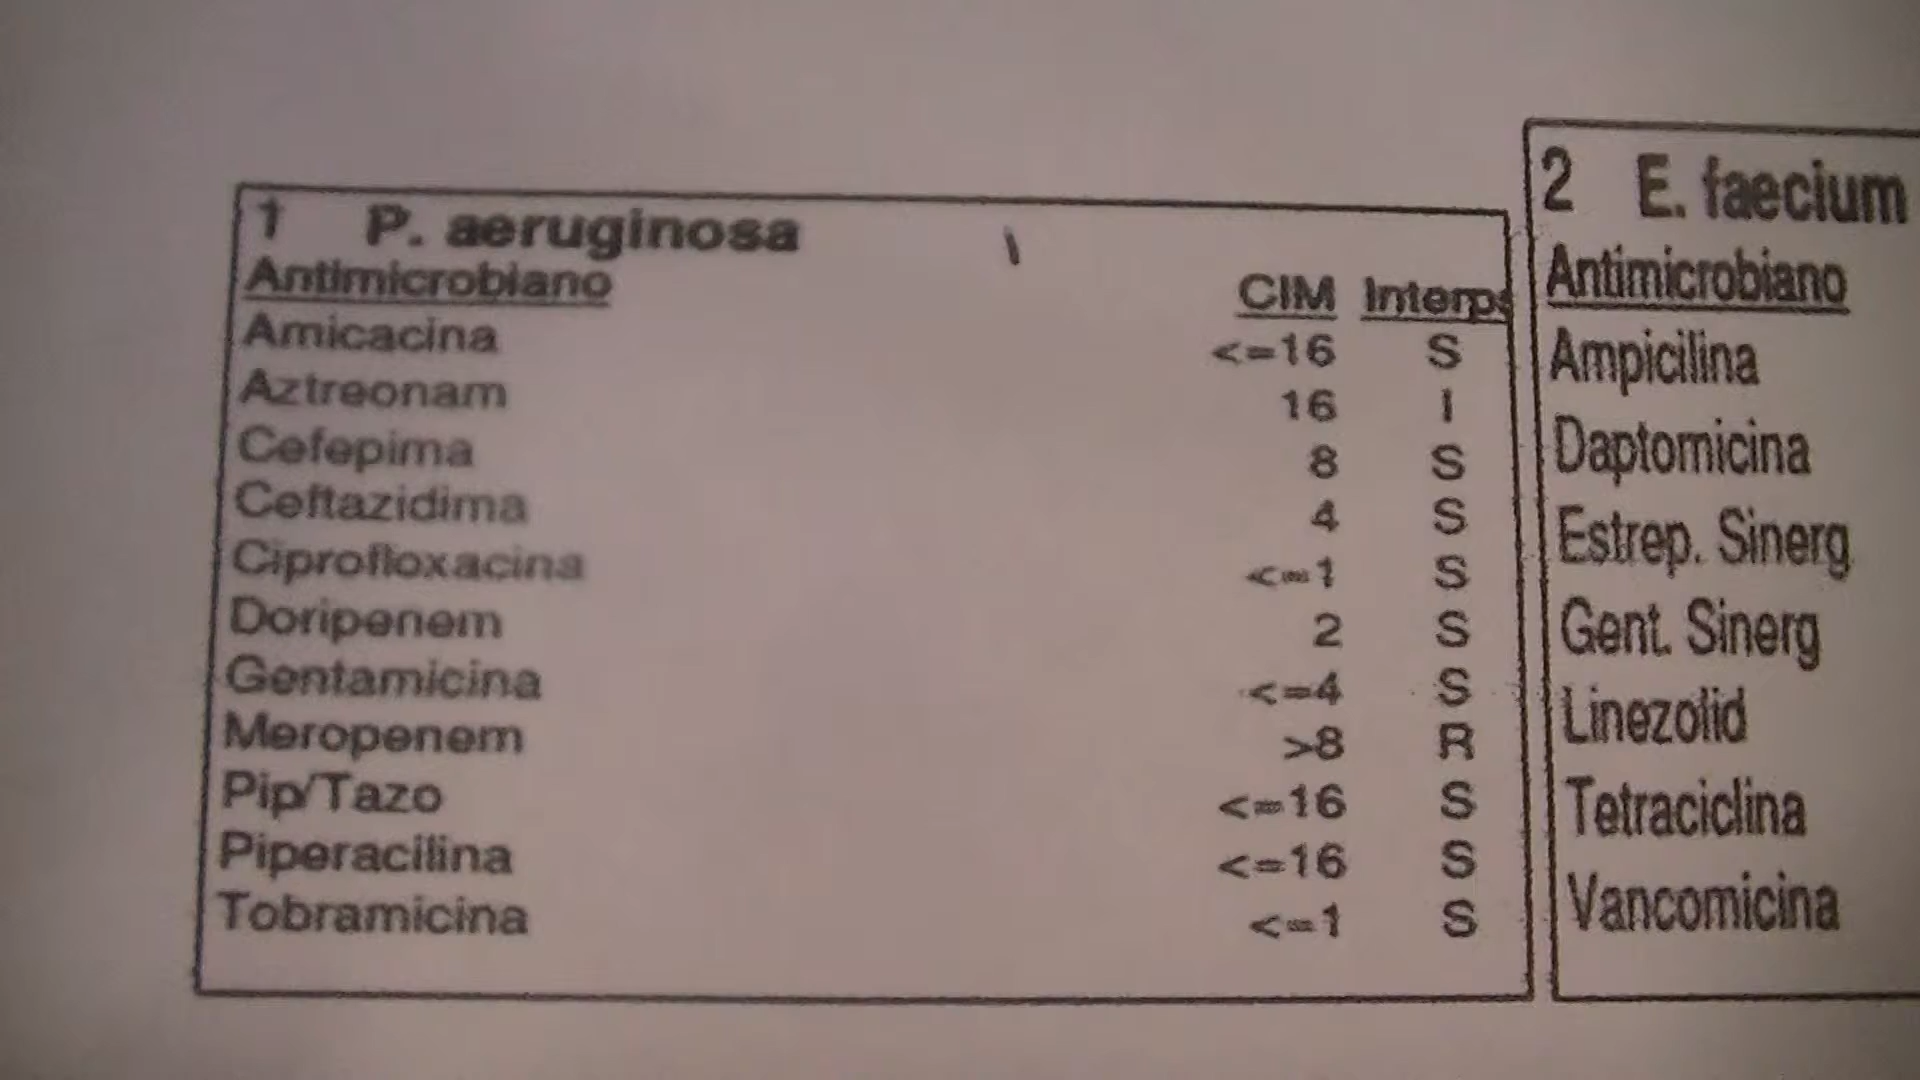 1 P. aeruginosa
Antimicrobiano CIM Interps
Amicacina <=16 S
Aztreonam 16 I
Cefepima 8 S
Ceftazidima 4 S
Ciprofloxacina <=1 S
Doripenem 2 S
Gentamicina <=4 S
Meropenem >8 R
Pip/Tazo <=16 S
Piperacilina <=16 S
Tobramicina <=1 S
2 E. faecium
Antimicrobiano
Ampicilina
Daptomicina
Estrep. Sinerg
Gent. Sinerg
Linezolid
Tetraciclina
Vancomicina